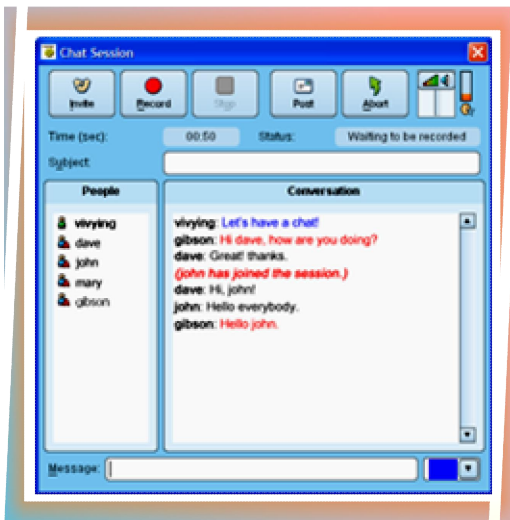 Chat Session
Invite Record Stop Post Abort
Time (sec): 00:50 Status: Waiting to be recorded
Subject:
People Conversation
vivying
dave
john
mary
gibson
vivying: Let's have a chat!
gibson: Hi dave, how are you doing?
dave: Great! thanks.
(john has joined the session.)
dave: Hi, john!
john: Hello everybody.
gibson: Hello john.
Message: